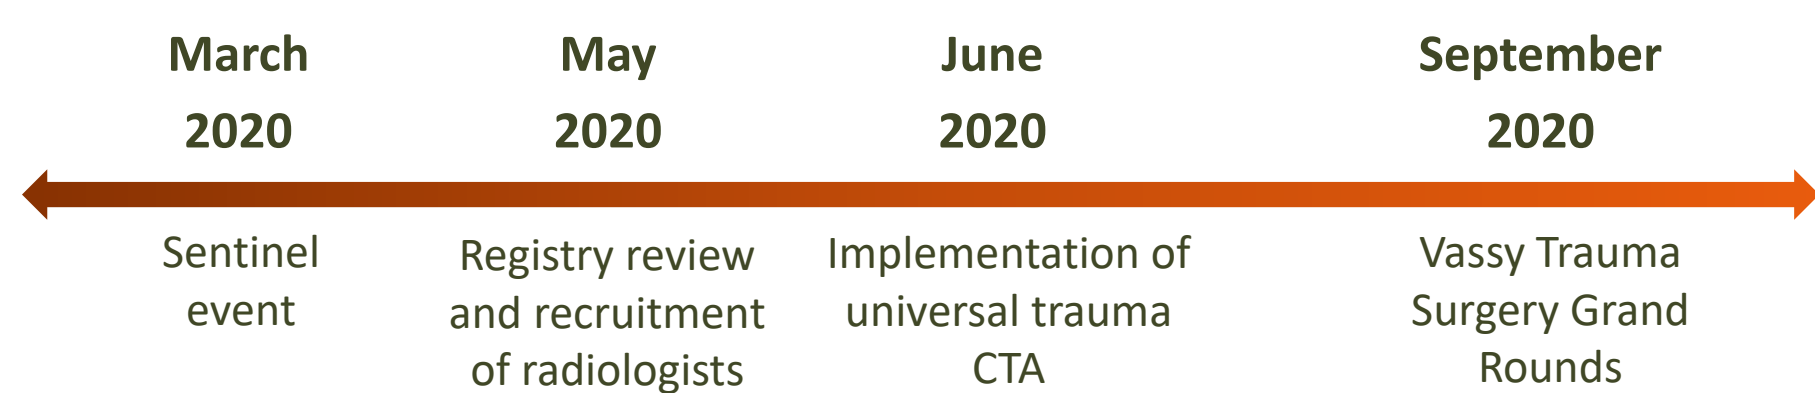 March
2020
Sentinel
event
May
2020
Registry review
and recruitment
of radiologists
June
2020
Implementation of
universal trauma
CTA
September
2020
Vassy Trauma
Surgery Grand
Rounds